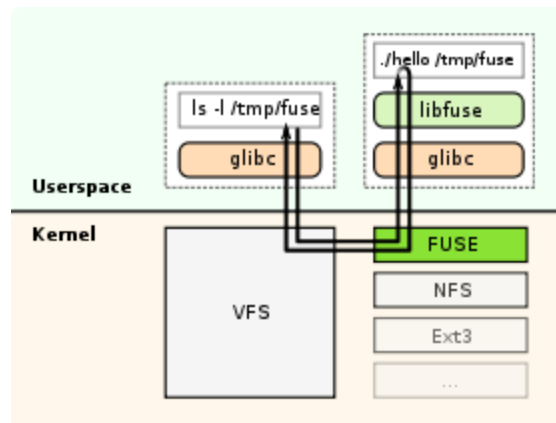 ./hello /tmp/fuse
ls -l /tmp/fuse
libfuse
glibc
glibc
Userspace
Kernel
FUSE
VFS
NFS
Ext3
...